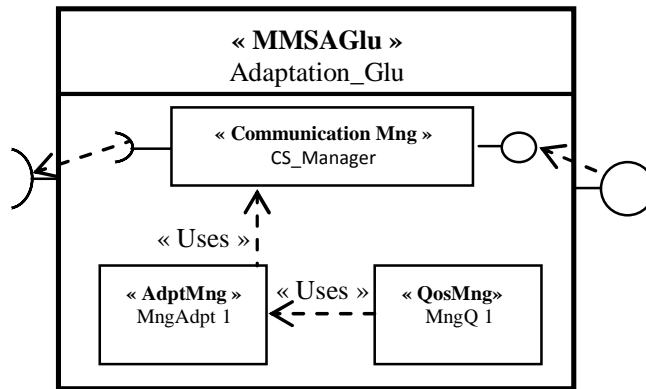 « MMSAGlu »
Adaptation_Glu
« Communication Mng »
CS_Manager
« Uses »
« AdptMng »
MngAdpt 1
« Uses »
« QosMng»
MngQ 1